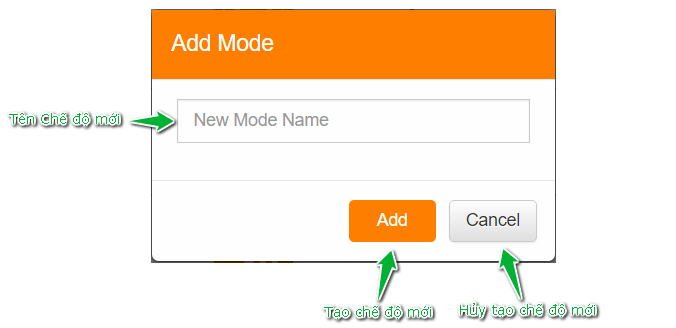 Add Mode
Tên Chế độ mới
New Mode Name
Add
Cancel
Tạo chế độ mới
Hủy tạo chế độ mới